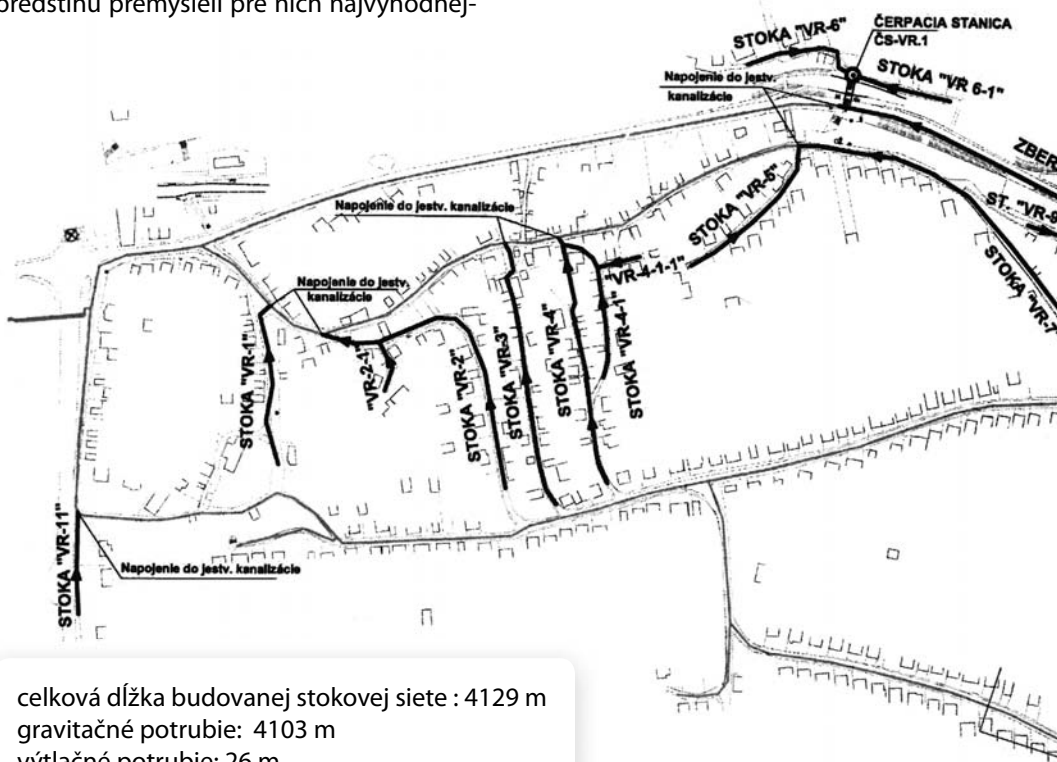 predstihu premysleli pre nich najvýhodnej-
STOKA "VR-6"
ČERPACIA STANICA
ČS-VR.1
STOKA "VR 6-1"
Napojenie do jestv.
kanalizácie
ZBER
ST. "VR-9
STOKA "VR-5"
STOKA "VR-7
Napojenie do jestv. kanalizácie
"VR-4-1-1"
Napojenie do jestv.
kanalizácie
STOKA "VR-1"
"VR-2-1"
STOKA "VR-2"
STOKA "VR-3"
STOKA "VR-4"
STOKA "VR-4-1"
STOKA "VR-11"
Napojenie do jestv. kanalizácie
celková dĺžka budovanej stokovej siete : 4129 m
gravitačné potrubie: 4103 m
výtlačné potrubie: 26 m